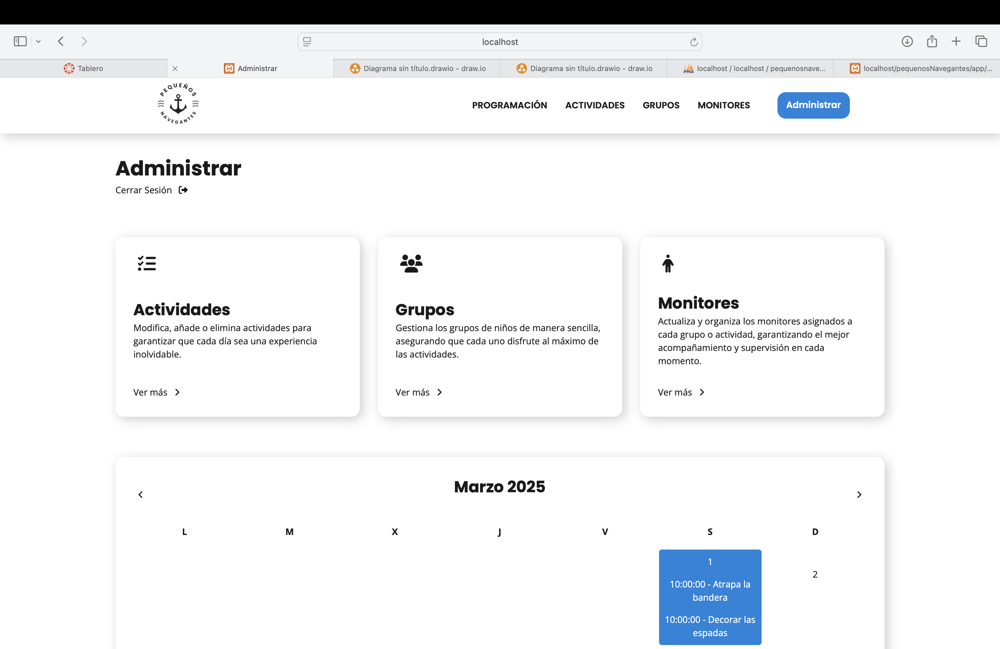 localhost
Tablero
Administrar
Diagrama sin título.drawio - draw.io
Diagrama sin título.drawio - draw.io
PMA
localhost / localhost / pequenosnave...
localhost/pequenosNavegantes/app/...
PEQUEÑOS
NAVEGANTES
PROGRAMACIÓN
ACTIVIDADES
GRUPOS
MONITORES
Administrar
Administrar
Cerrar Sesión
Actividades
Modifica, añade o elimina actividades para
garantizar que cada día sea una experiencia
inolvidable.
Ver más
Grupos
Gestiona los grupos de niños de manera sencilla,
asegurando que cada uno disfrute al máximo de
las actividades.
Ver más
Monitores
Actualiza y organiza los monitores asignados a
cada grupo o actividad, garantizando el mejor
acompañamiento y supervisión en cada
momento.
Ver más
Marzo 2025
L M X J V S D
1
10:00:00 - Atrapa la
bandera
10:00:00 - Decorar las
espadas
2